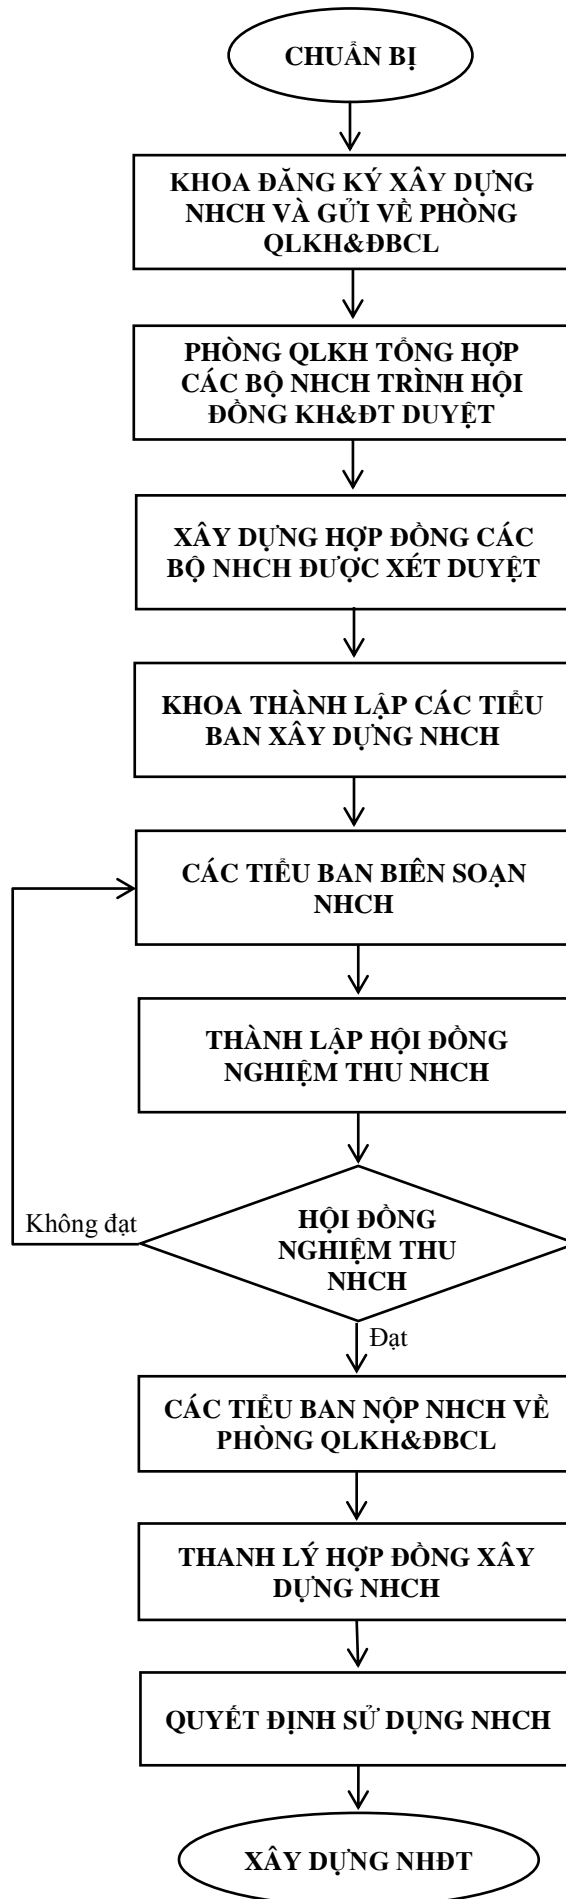 CHUẨN BỊ
KHOA ĐĂNG KÝ XÂY DỰNG
NHCH VÀ GỬI VỀ PHÒNG
QLKH&ĐBCL
PHÒNG QLKH TỔNG HỢP
CÁC BỘ NHCH TRÌNH HỘI
ĐỒNG KH&ĐT DUYỆT
XÂY DỰNG HỢP ĐỒNG CÁC
BỘ NHCH ĐƯỢC XÉT DUYỆT
KHOA THÀNH LẬP CÁC TIỂU
BAN XÂY DỰNG NHCH
CÁC TIỂU BAN BIÊN SOẠN
NHCH
THÀNH LẬP HỘI ĐỒNG
NGHIỆM THU NHCH
Không đạt
HỘI ĐỒNG
NGHIỆM THU
NHCH
Đạt
CÁC TIỂU BAN NỘP NHCH VỀ
PHÒNG QLKH&ĐBCL
THANH LÝ HỢP ĐỒNG XÂY
DỰNG NHCH
QUYẾT ĐỊNH SỬ DỤNG NHCH
XÂY DỰNG NHĐT